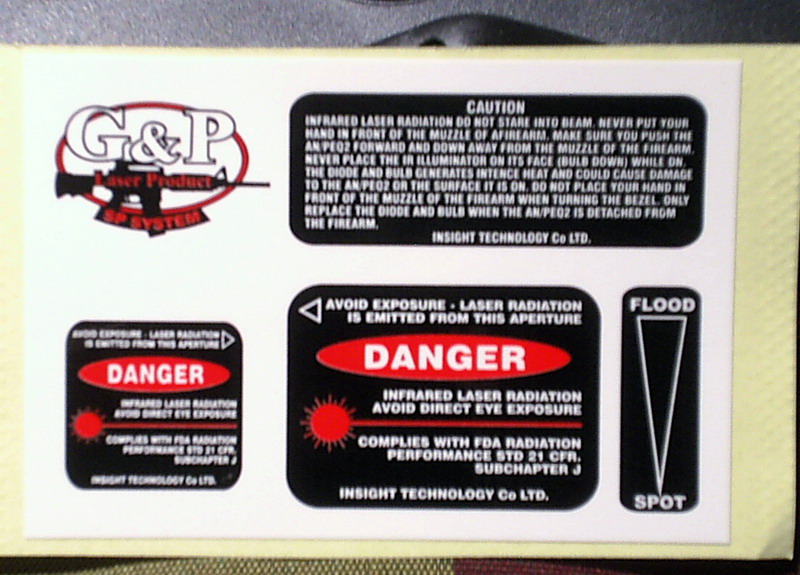 G&P
Laser Product
SP SYSTEM
CAUTION
INFRARED LASER RADIATION DO NOT STARE INTO BEAM. NEVER PUT YOUR
HAND IN FRONT OF THE MUZZLE OF AFIREARM. MAKE SURE YOU PUSH THE
AN/PEQ2 FORWARD AND DOWN AWAY FROM THE MUZZLE OF THE FIREARM.
NEVER PLACE THE IR ILLUMINATOR ON ITS FACE (BULB DOWN) WHILE ON.
THE DIODE AND BULB GENERATES INTENCE HEAT AND COULD CAUSE DAMAGE
TO THE AN/PEQ2 OR THE SURFACE IT IS ON. DO NOT PLACE YOUR HAND IN
FRONT OF THE MUZZLE OF THE FIREARM WHEN TURNING THE BEZEL. ONLY
REPLACE THE DIODE AND BULB WHEN THE AN/PEQ2 IS DETACHED FROM
THE FIREARM.
INSIGHT TECHNOLOGY Co LTD.
AVOID EXPOSURE - LASER RADIATION
IS EMITTED FROM THIS APERTURE
DANGER
INFRARED LASER RADIATION
AVOID DIRECT EYE EXPOSURE
COMPLIES WITH FDA RADIATION
PERFORMANCE STD 21 CFR,
SUBCHAPTER J
INSIGHT TECHNOLOGY Co LTD.
AVOID EXPOSURE - LASER RADIATION
IS EMITTED FROM THIS APERTURE
DANGER
INFRARED LASER RADIATION
AVOID DIRECT EYE EXPOSURE
COMPLIES WITH FDA RADIATION
PERFORMANCE STD 21 CFR,
SUBCHAPTER J
INSIGHT TECHNOLOGY Co LTD.
FLOOD
SPOT